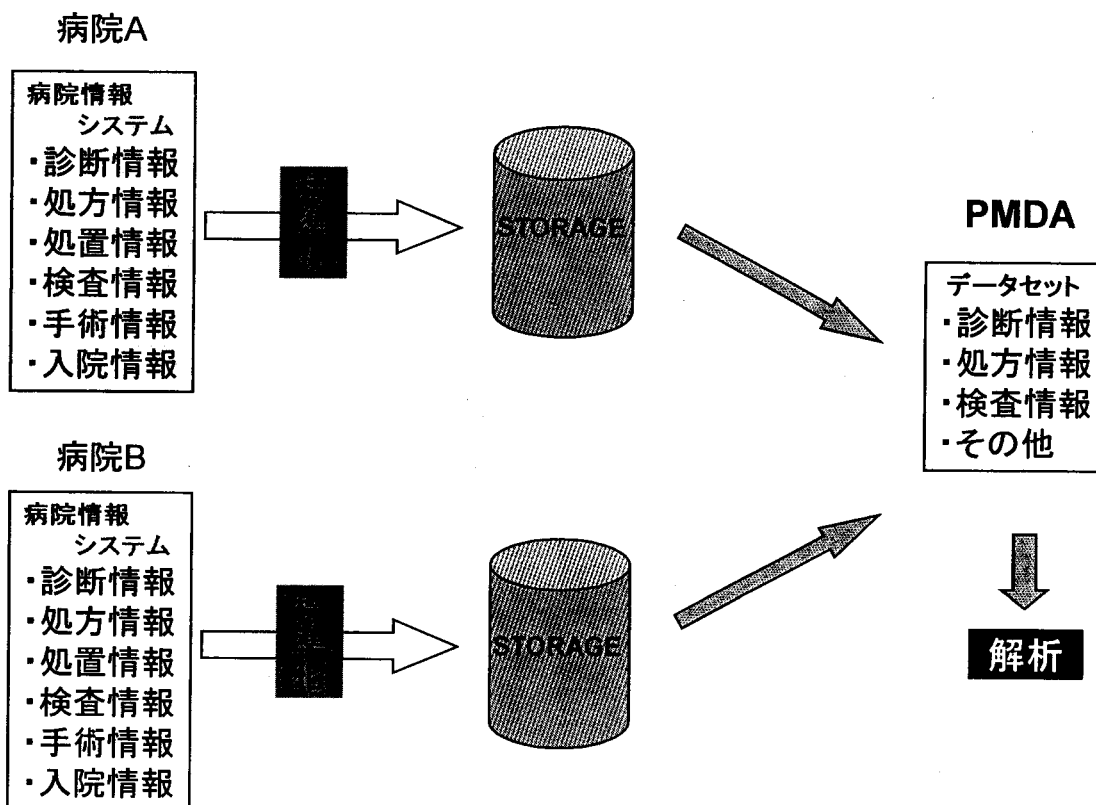 病院A
病院情報
システム
・診断情報
・処方情報
・処置情報
・検査情報
・手術情報
・入院情報
STORAGE
病院B
病院情報
システム
・診断情報
・処方情報
・処置情報
・検査情報
・手術情報
・入院情報
STORAGE
PMDA
データセット
・診断情報
・処方情報
・検査情報
・その他
解析